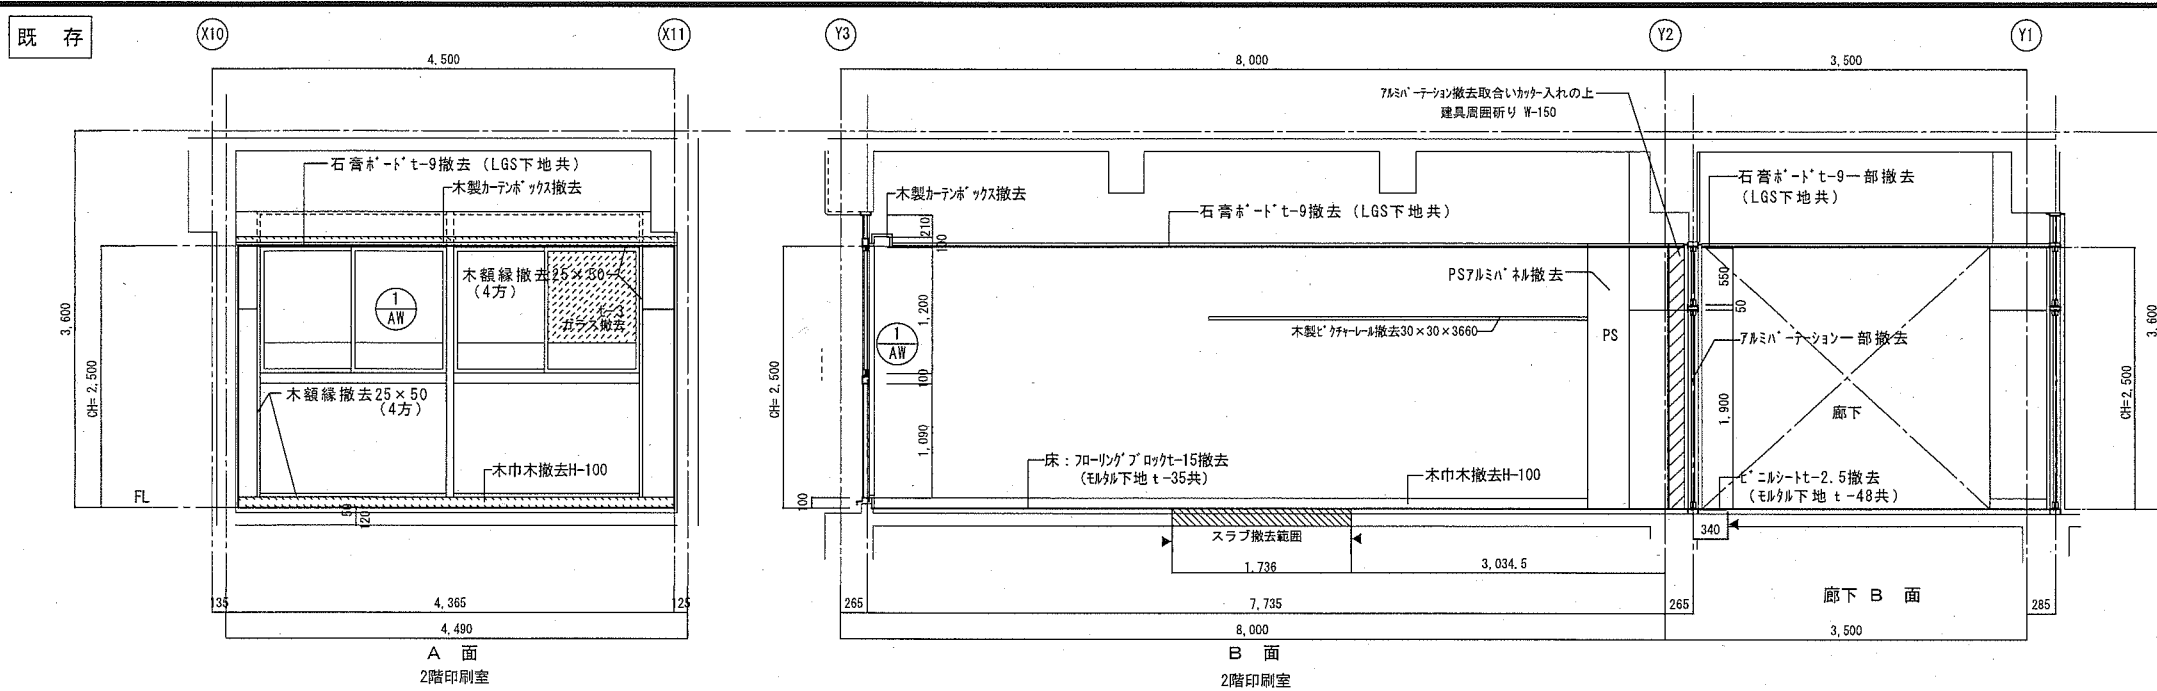 既 存
X10
X11
Y3
Y2
Y1
4,500
8,000
3,500
アルミパーテーション撤去取合いカッター入れの上
建具周囲斫り W-150
石膏ボードt-9撤去（LGS下地共）
木製カーテンボックス撤去
木製カーテンボックス撤去
石膏ボードt-9撤去（LGS下地共）
石膏ボードt-9一部撤去
（LGS下地共）
210
100
木額縁撤去25×50
（4方）
1
AW
t-3
ガラス撤去
PSアルミパネル撤去
550
50
3,600
CH=2,500
1,200
1
AW
木製ピクチャーレール撤去30×30×3660
PS
アルミパーテーション一部撤去
3,600
CH=2,500
CH=2,500
木額縁撤去25×50
（4方）
100
1,090
1,900
廊下
木巾木撤去H-100
床：フローリングブロックt-15撤去
（モルタル下地 t-35共）
木巾木撤去H-100
ビニルシートt-2.5撤去
（モルタル下地 t-48共）
FL
50
120
100
スラブ撤去範囲
340
1,736
3,034.5
135
4,365
125
265
7,735
265
廊下 B 面
285
4,490
8,000
3,500
A 面
2階印刷室
B 面
2階印刷室